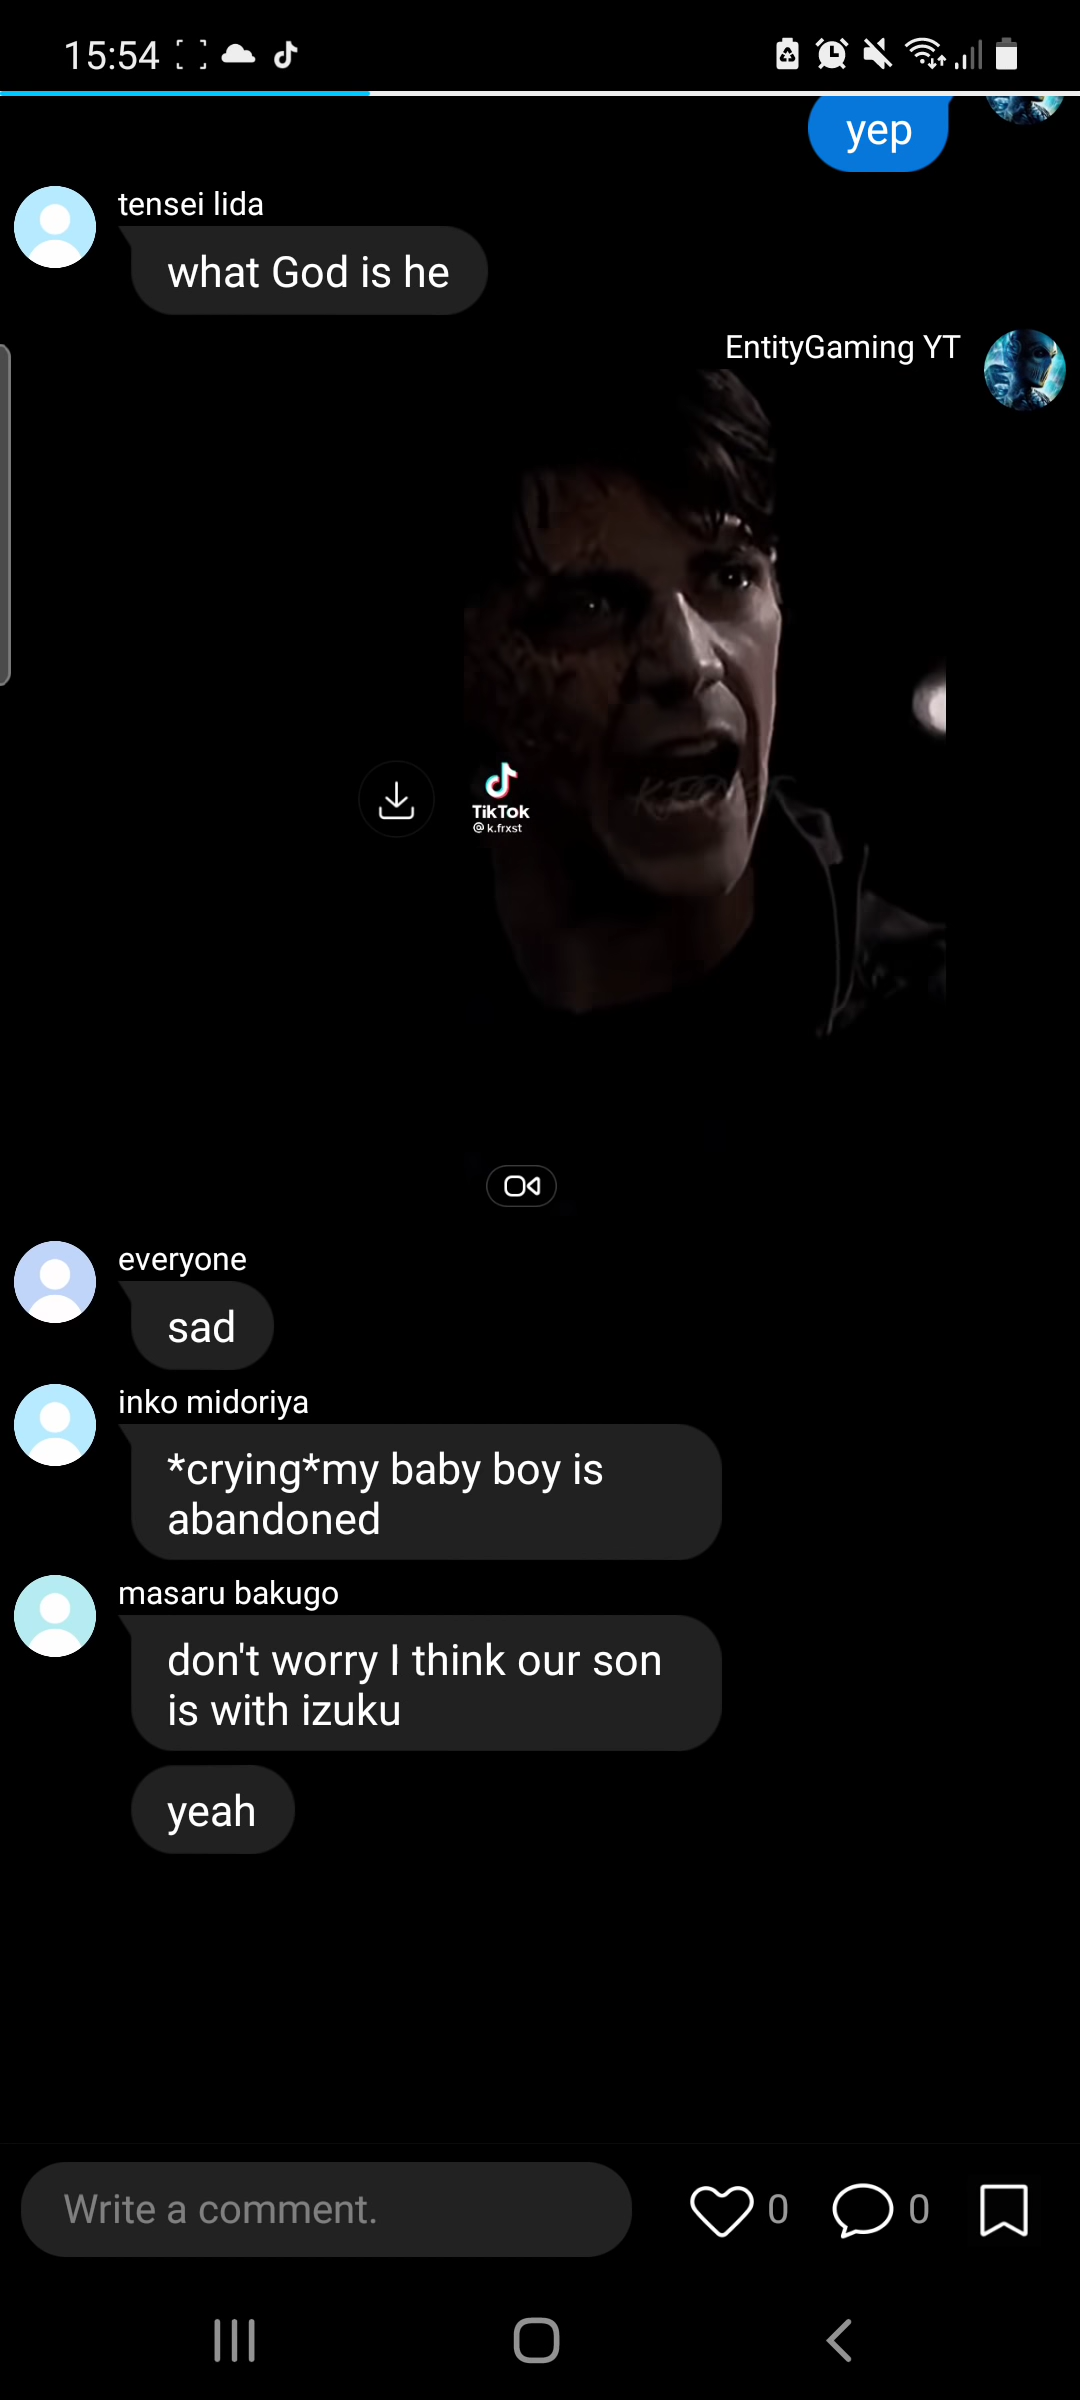 15:54
yep
tensei lida
what God is he
EntityGaming YT
TikTok
@k.frxst
everyone
sad
inko midoriya
*crying*my baby boy is
abandoned
masaru bakugo
don't worry I think our son
is with izuku
yeah
Write a comment.
0
0